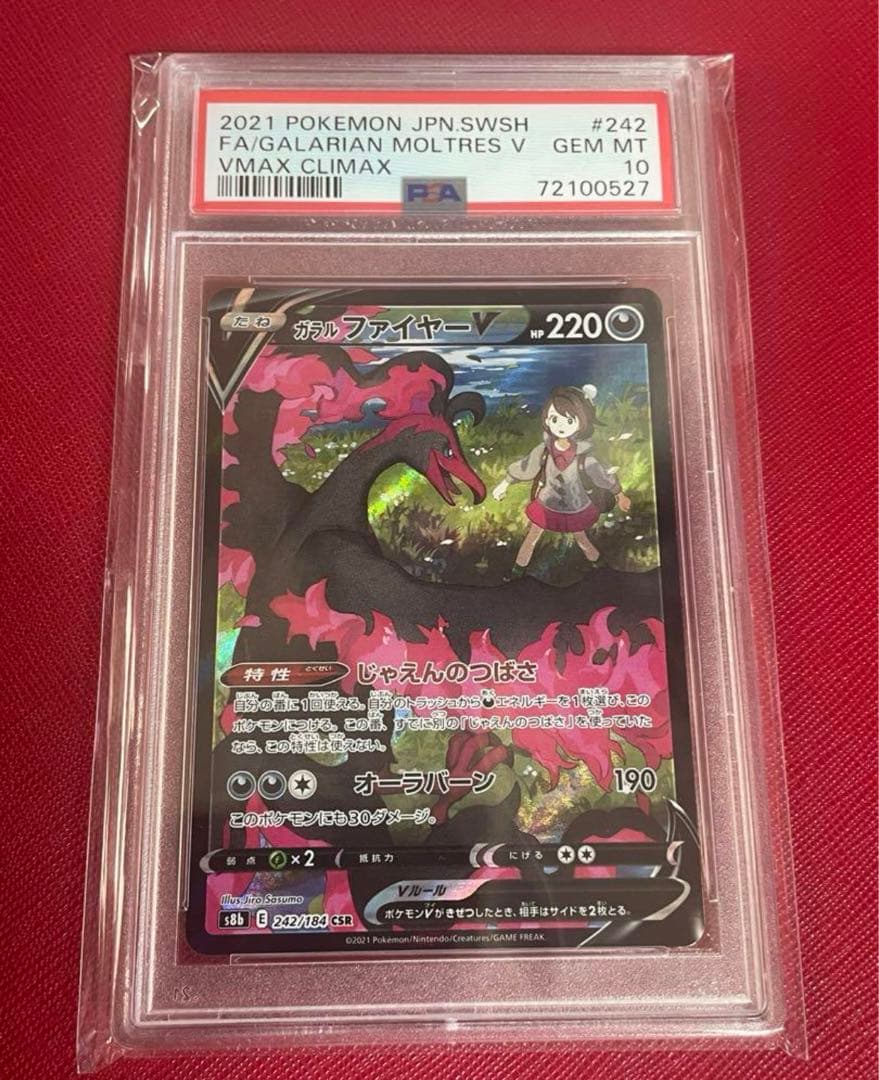 2021 POKEMON JPN.SWSH #242
FA/GALARIAN MOLTRES V GEM MT
VMAX CLIMAX 10
PSA 72100527
たね ガラル ファイヤーV HP 220
特性 とくせい じゃえんのつばさ
自分の番に1回使える。自分のトラッシュからエネルギーを1枚選び、この
ポケモンにつける。この番、すでに別の「じゃえんのつばさ」を使っていた
なら、この特性は使えない。
オーラバーン 190
このポケモンにも30ダメージ。
弱点 ×2 抵抗力 にげる
Vルール
ポケモンVがきぜつしたとき、相手はサイドを2枚とる。
Illus. Jiro Sasumo
s8b E 242/184 CSR
©2021 Pokémon/Nintendo/Creatures/GAME FREAK.